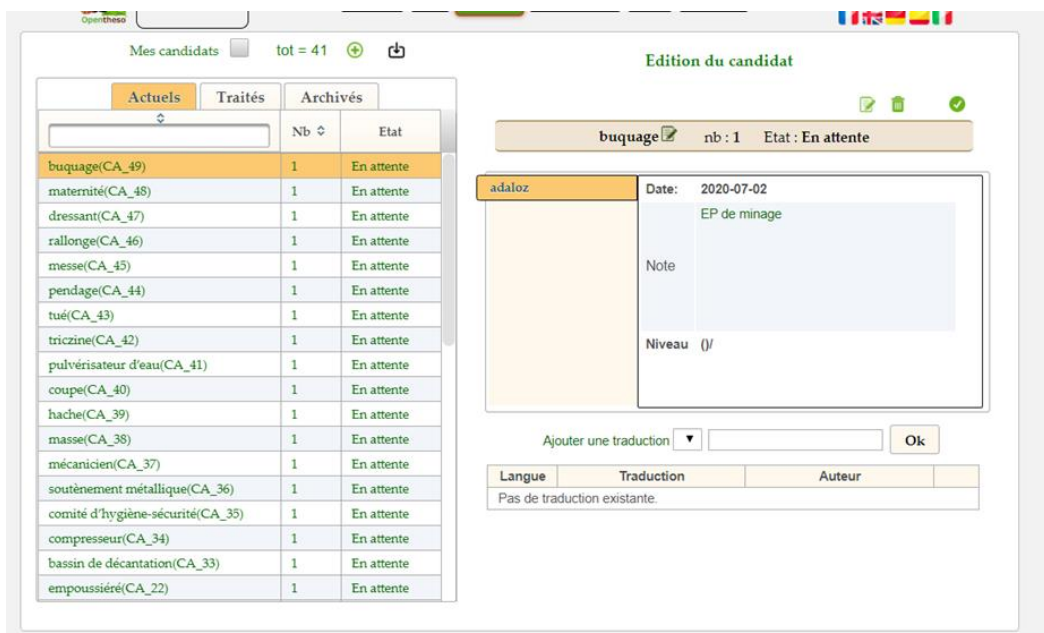 Opentheso
Mes candidats tot = 41
Edition du candidat
Actuels Traités Archivés
Nb Etat
buquage nb : 1 Etat : En attente
buquage(CA_49) 1 En attente
maternité(CA_48) 1 En attente
dressant(CA_47) 1 En attente
rallonge(CA_46) 1 En attente
messe(CA_45) 1 En attente
pendage(CA_44) 1 En attente
tué(CA_43) 1 En attente
triczine(CA_42) 1 En attente
pulvérisateur d'eau(CA_41) 1 En attente
coupe(CA_40) 1 En attente
hache(CA_39) 1 En attente
masse(CA_38) 1 En attente
mécanicien(CA_37) 1 En attente
soutènement métallique(CA_36) 1 En attente
comité d'hygiène-sécurité(CA_35) 1 En attente
compresseur(CA_34) 1 En attente
bassin de décantation(CA_33) 1 En attente
empoussiéré(CA_22) 1 En attente
adaloz
Date: 2020-07-02
EP de minage
Note
Niveau ()/
Ajouter une traduction Ok
Langue Traduction Auteur
Pas de traduction existante.